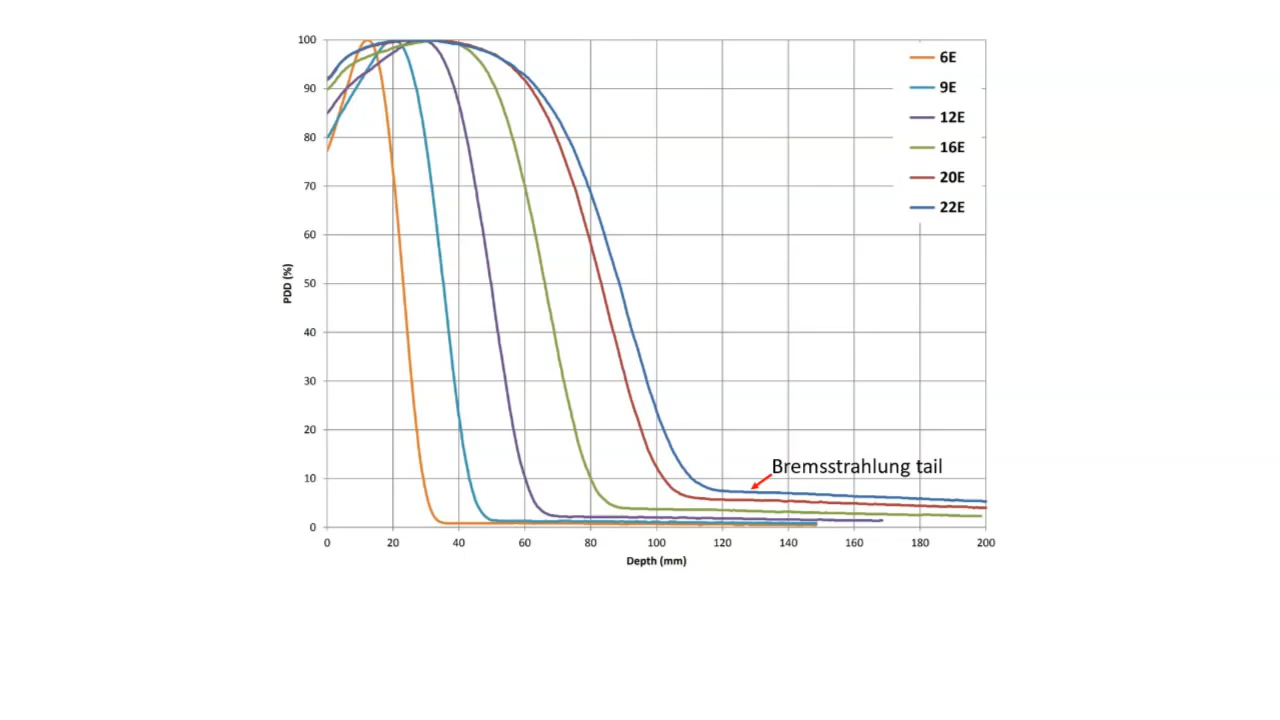 100
90
80
70
60
50
40
30
20
10
0
PDD (%)
6E
9E
12E
16E
20E
22E
Bremsstrahlung tail
0 20 40 60 80 100 120 140 160 180 200
Depth (mm)